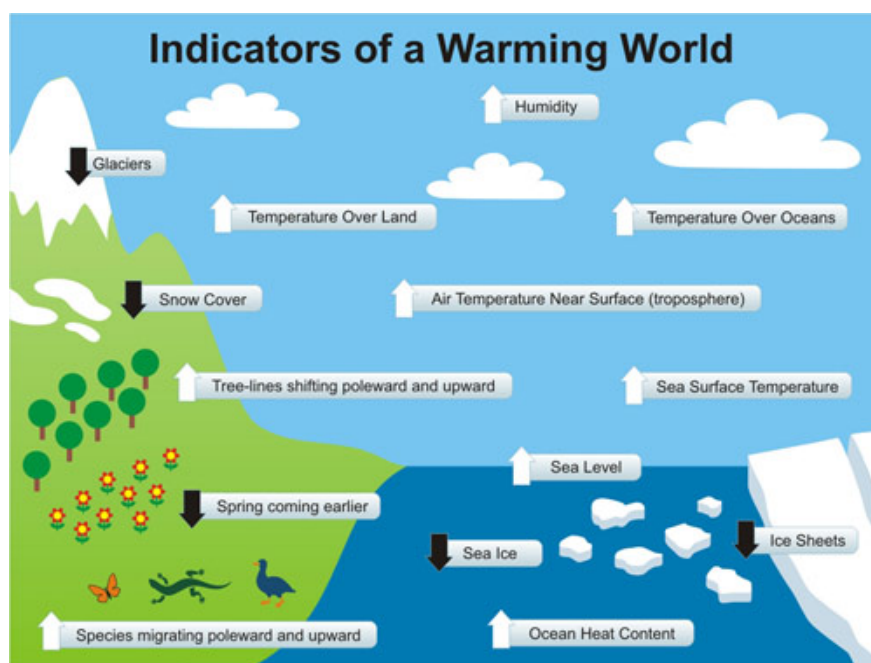 Indicators of a Warming World
Humidity
Glaciers
Temperature Over Land
Temperature Over Oceans
Snow Cover
Air Temperature Near Surface (troposphere)
Tree-lines shifting poleward and upward
Sea Surface Temperature
Sea Level
Spring coming earlier
Sea Ice
Ice Sheets
Species migrating poleward and upward
Ocean Heat Content